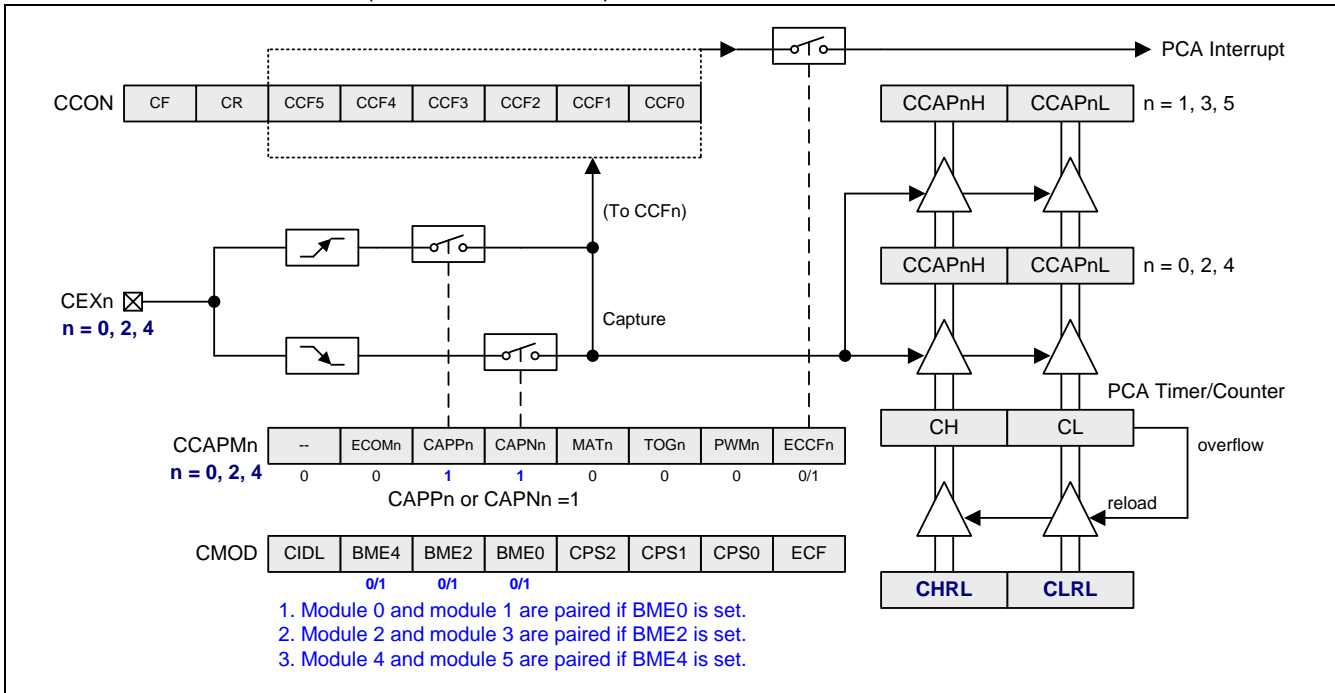 PCA Interrupt
CCON CF CR CCF5 CCF4 CCF3 CCF2 CCF1 CCF0
CCAPnH CCAPnL n = 1, 3, 5
(To CCFn)
CCAPnH CCAPnL n = 0, 2, 4
CEXn
n = 0, 2, 4
Capture
PCA Timer/Counter
CH CL
overflow
CCAPMn -- ECOMn CAPPn CAPNn MATn TOGn PWMn ECCFn
n = 0, 2, 4 0 0 1 1 0 0 0 0/1
CAPPn or CAPNn =1
reload
CMOD CIDL BME4 BME2 BME0 CPS2 CPS1 CPS0 ECF
0/1 0/1 0/1
CHRL CLRL
1. Module 0 and module 1 are paired if BME0 is set.
2. Module 2 and module 3 are paired if BME2 is set.
3. Module 4 and module 5 are paired if BME4 is set.